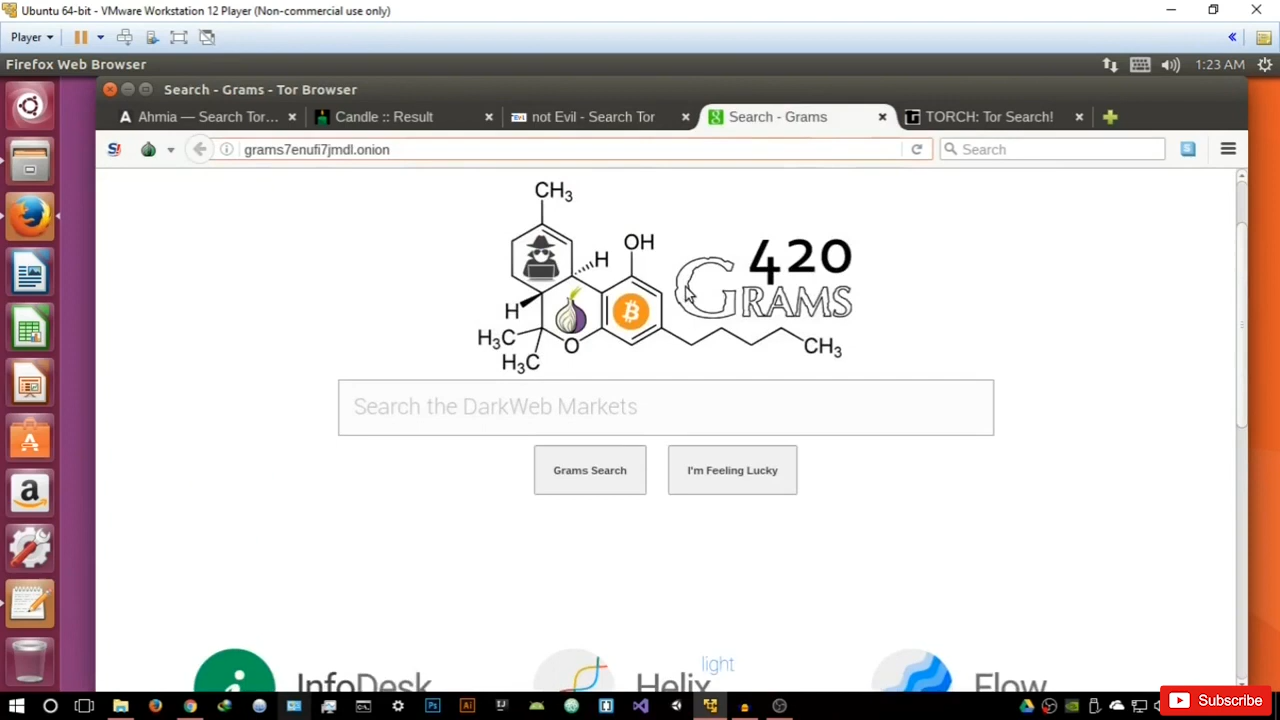 Ubuntu 64-bit - VMware Workstation 12 Player (Non-commercial use only)
Player
Firefox Web Browser
1:23 AM
Search - Grams - Tor Browser
Ahmia — Search Tor...
Candle :: Result
not Evil - Search Tor
Search - Grams
TORCH: Tor Search!
grams7enufi7jmdl.onion
Search
CH3
OH
H
420
GRAMS
H
H3C
O
CH3
H3C
Search the DarkWeb Markets
Grams Search
I'm Feeling Lucky
light
InfoDesk
Helix
Flow
Subscribe